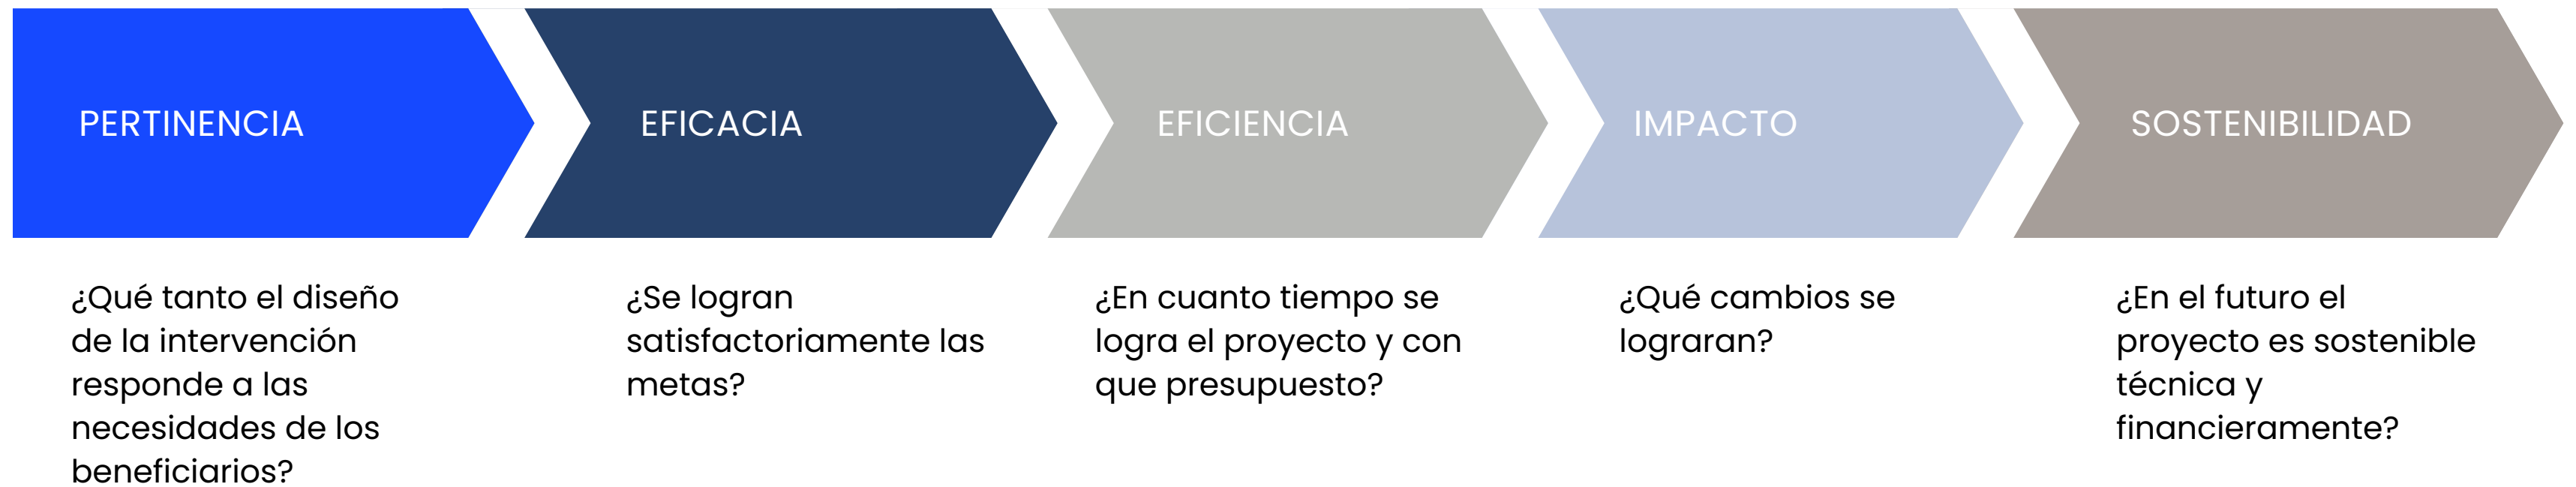 PERTINENCIA
¿Qué tanto el diseño
de la intervención
responde a las
necesidades de los
beneficiarios?
EFICACIA
¿Se logran
satisfactoriamente las
metas?
EFICIENCIA
¿En cuanto tiempo se
logra el proyecto y con
que presupuesto?
IMPACTO
¿Qué cambios se
lograran?
SOSTENIBILIDAD
¿En el futuro el
proyecto es sostenible
técnica y
financieramente?